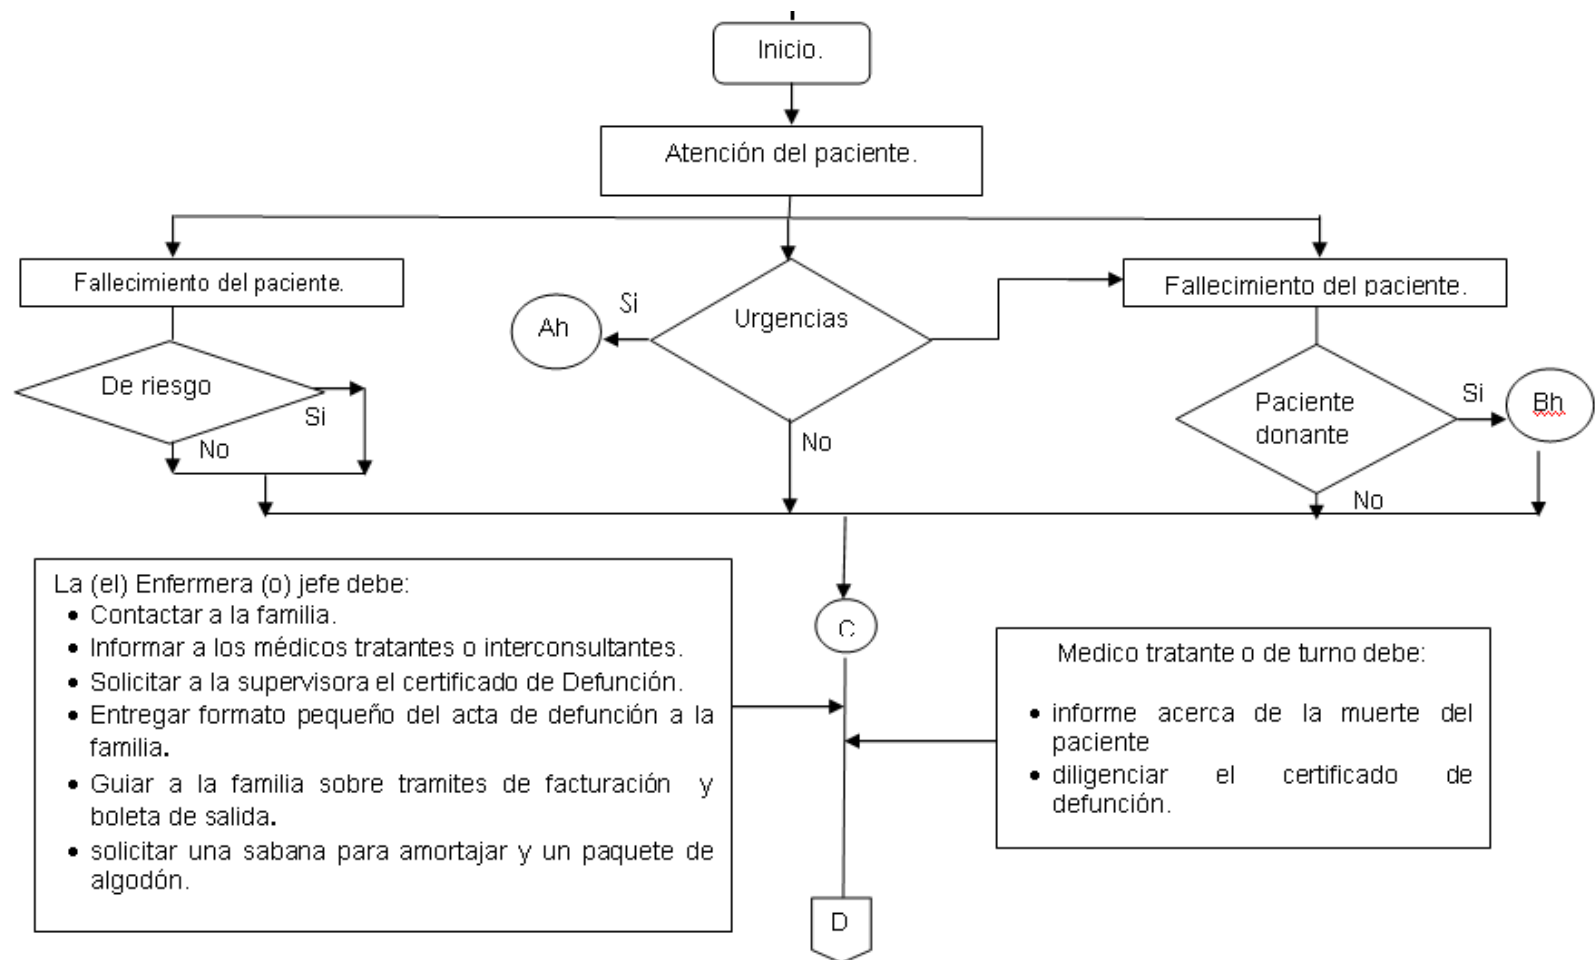 Inicio.
Atención del paciente.
Fallecimiento del paciente.
De riesgo
Si
No
Ah
Si
Urgencias
No
Fallecimiento del paciente.
Paciente
donante
Si
Bh
No
La (el) Enfermera (o) jefe debe:
• Contactar a la familia.
• Informar a los médicos tratantes o interconsultantes.
• Solicitar a la supervisora el certificado de Defunción.
• Entregar formato pequeño del acta de defunción a la
familia.
• Guiar a la familia sobre tramites de facturación y
boleta de salida.
• solicitar una sabana para amortajar y un paquete de
algodón.
C
Medico tratante o de turno debe:
• informe acerca de la muerte del
paciente
• diligenciar el certificado de
defunción.
D